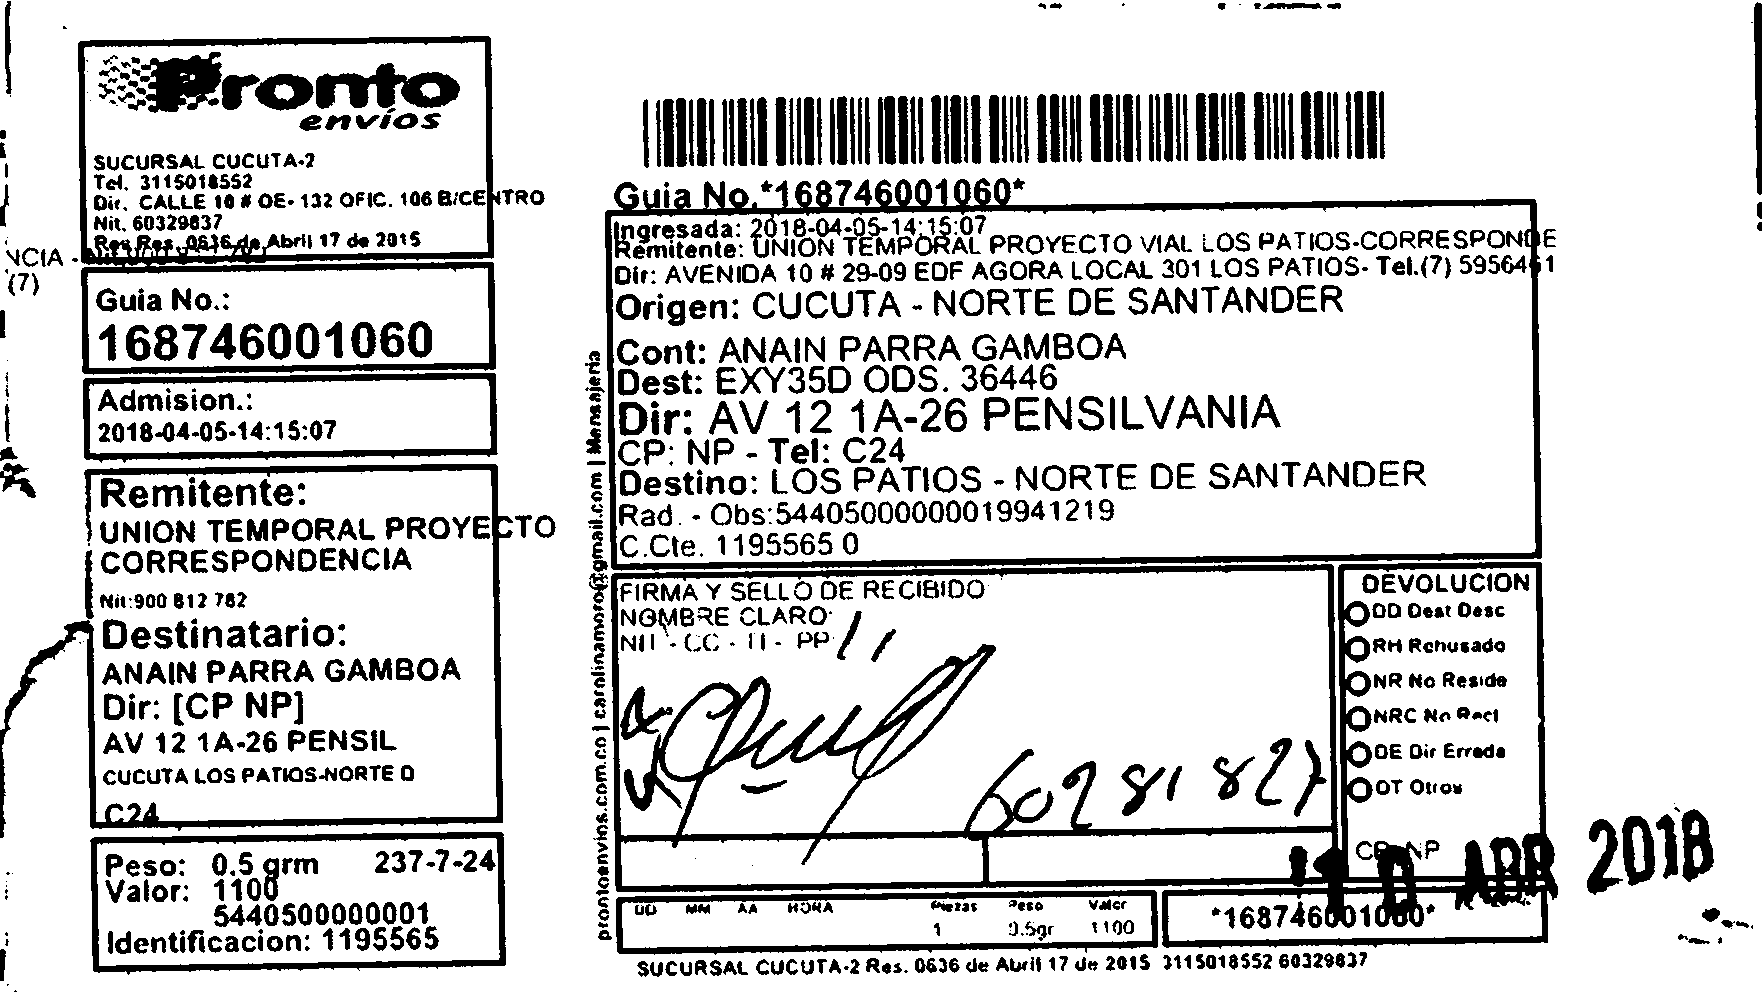 Pronto
envíos
SUCURSAL CUCUTA-2
Tel. 3115018552
Dir. CALLE 10 # OE- 132 OFIC. 106 B/CENTRO
Nit. 60329837
Res Res. 0636 de Abril 17 de 2015
NCIA -
(7)
Guia No.:
168746001060
Admision.:
2018-04-05-14:15:07
Remitente:
UNION TEMPORAL PROYECTO
CORRESPONDENCIA
Nit:900 812 782
Destinatario:
ANAIN PARRA GAMBOA
Dir: [CP NP]
AV 12 1A-26 PENSIL
CUCUTA LOS PATIOS-NORTE D
C24
Peso: 0.5 grm 237-7-24
Valor: 1100
5440500000001
Identificacion: 1195565
prontoenvios.com.co | carolinamoro@gmail.com | Mensajeria
Guia No.*168746001060*
Ingresada: 2018-04-05-14:15:07
Remitente: UNION TEMPORAL PROYECTO VIAL LOS PATIOS-CORRESPONDE
Dir: AVENIDA 10 # 29-09 EDF AGORA LOCAL 301 LOS PATIOS- Tel.(7) 5956461
Origen: CUCUTA - NORTE DE SANTANDER
Cont: ANAIN PARRA GAMBOA
Dest: EXY35D ODS. 36446
Dir: AV 12 1A-26 PENSILVANIA
CP: NP - Tel: C24
Destino: LOS PATIOS - NORTE DE SANTANDER
Rad. - Obs:54405000000019941219
C.Cte. 1195565 0
FIRMA Y SELLO DE RECIBIDO
NOMBRE CLARO:
NIT - CC - TI - PP
60281827
DEVOLUCION
DD Dest Desc
RH Rehusado
NR No Reside
NRC No Recl
DE Dir Errada
OT Otros
CP: NP
ABR 2018
DD MM AA HORA Piezas Peso Valor
1 0.5gr 1100
*168746001060*
SUCURSAL CUCUTA-2 Res. 0636 de Abril 17 de 2015 3115018552 60329837